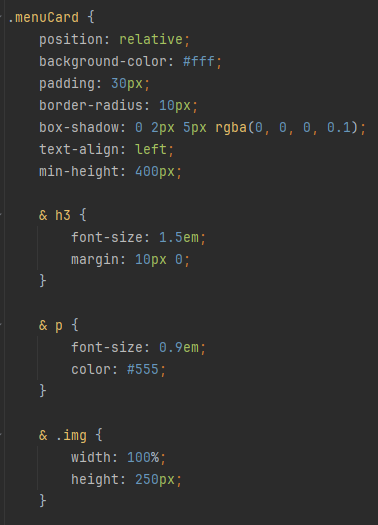 .menuCard {
    position: relative;
    background-color: #fff;
    padding: 30px;
    border-radius: 10px;
    box-shadow: 0 2px 5px rgba(0, 0, 0, 0.1);
    text-align: left;
    min-height: 400px;

    & h3 {
        font-size: 1.5em;
        margin: 10px 0;
    }

    & p {
        font-size: 0.9em;
        color: #555;
    }

    & .img {
        width: 100%;
        height: 250px;
    }